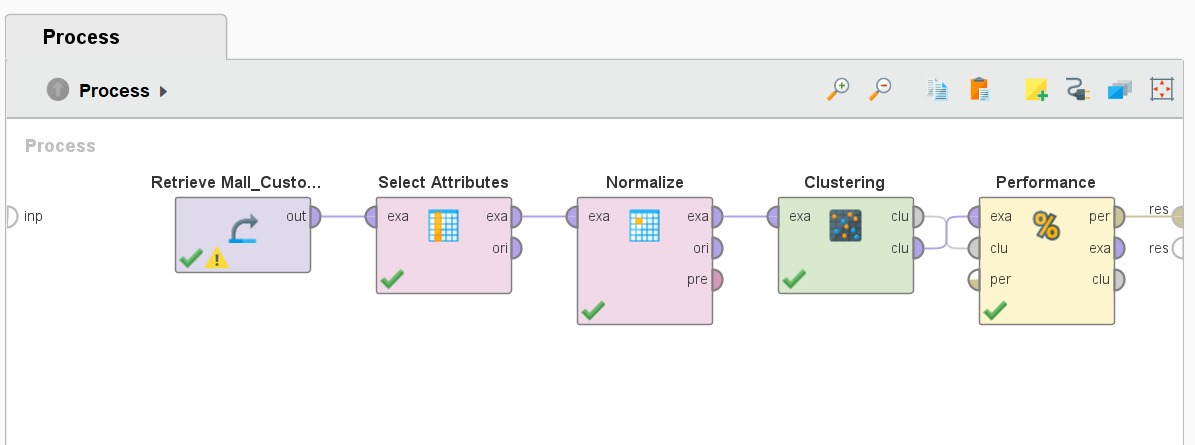 Process
Process
Process
Retrieve Mall_Custo... Select Attributes Normalize Clustering Performance
inp out exa exa exa exa exa clu exa per res
ori ori clu clu exa res
pre per clu
%